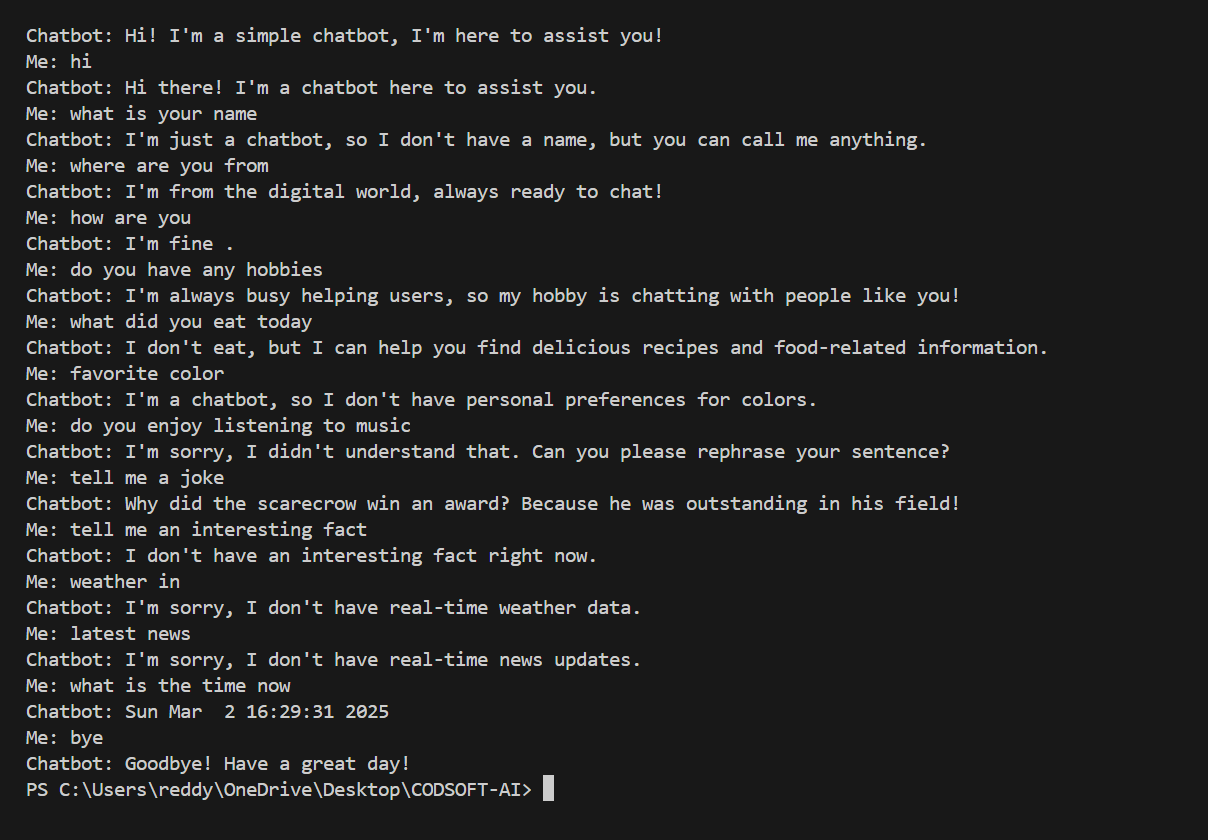 Chatbot: Hi! I'm a simple chatbot, I'm here to assist you!
Me: hi
Chatbot: Hi there! I'm a chatbot here to assist you.
Me: what is your name
Chatbot: I'm just a chatbot, so I don't have a name, but you can call me anything.
Me: where are you from
Chatbot: I'm from the digital world, always ready to chat!
Me: how are you
Chatbot: I'm fine .
Me: do you have any hobbies
Chatbot: I'm always busy helping users, so my hobby is chatting with people like you!
Me: what did you eat today
Chatbot: I don't eat, but I can help you find delicious recipes and food-related information.
Me: favorite color
Chatbot: I'm a chatbot, so I don't have personal preferences for colors.
Me: do you enjoy listening to music
Chatbot: I'm sorry, I didn't understand that. Can you please rephrase your sentence?
Me: tell me a joke
Chatbot: Why did the scarecrow win an award? Because he was outstanding in his field!
Me: tell me an interesting fact
Chatbot: I don't have an interesting fact right now.
Me: weather in
Chatbot: I'm sorry, I don't have real-time weather data.
Me: latest news
Chatbot: I'm sorry, I don't have real-time news updates.
Me: what is the time now
Chatbot: Sun Mar  2 16:29:31 2025
Me: bye
Chatbot: Goodbye! Have a great day!
PS C:\Users\reddy\OneDrive\Desktop\CODSOFT-AI>